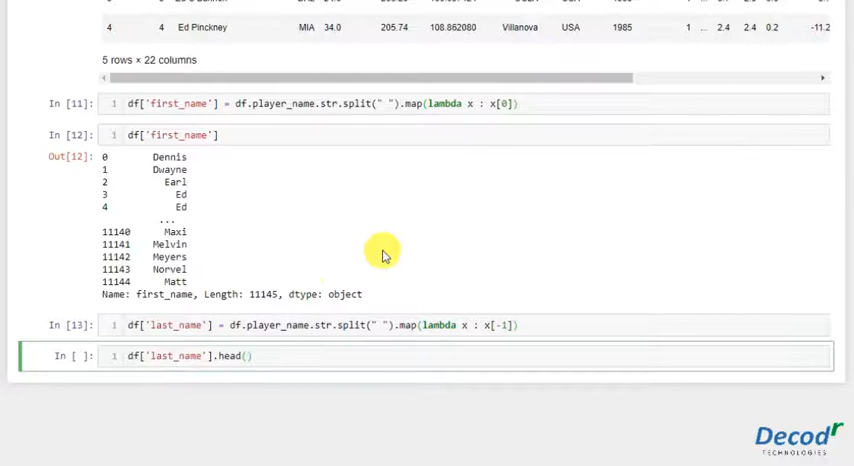 4 4 Ed Pinckney MIA 34.0 205.74 108.862080 Villanova USA 1985 1 ... 2.4 2.4 0.2 -11.2
5 rows × 22 columns
In [11]: 1 df['first_name'] = df.player_name.str.split(" ").map(lambda x : x[0])
In [12]: 1 df['first_name']
Out[12]: 0 Dennis
1 Dwayne
2 Earl
3 Ed
4 Ed
...
11140 Maxi
11141 Melvin
11142 Meyers
11143 Norvel
11144 Matt
Name: first_name, Length: 11145, dtype: object
In [13]: 1 df['last_name'] = df.player_name.str.split(" ").map(lambda x : x[-1])
In [ ]: 1 df['last_name'].head()
Decodr
TECHNOLOGIES